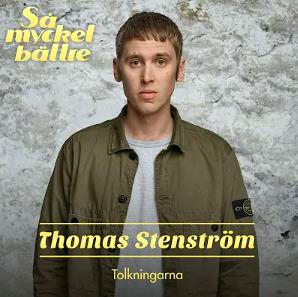 Så
myckel
bättre
Thomas Stenström
Tolkningarna